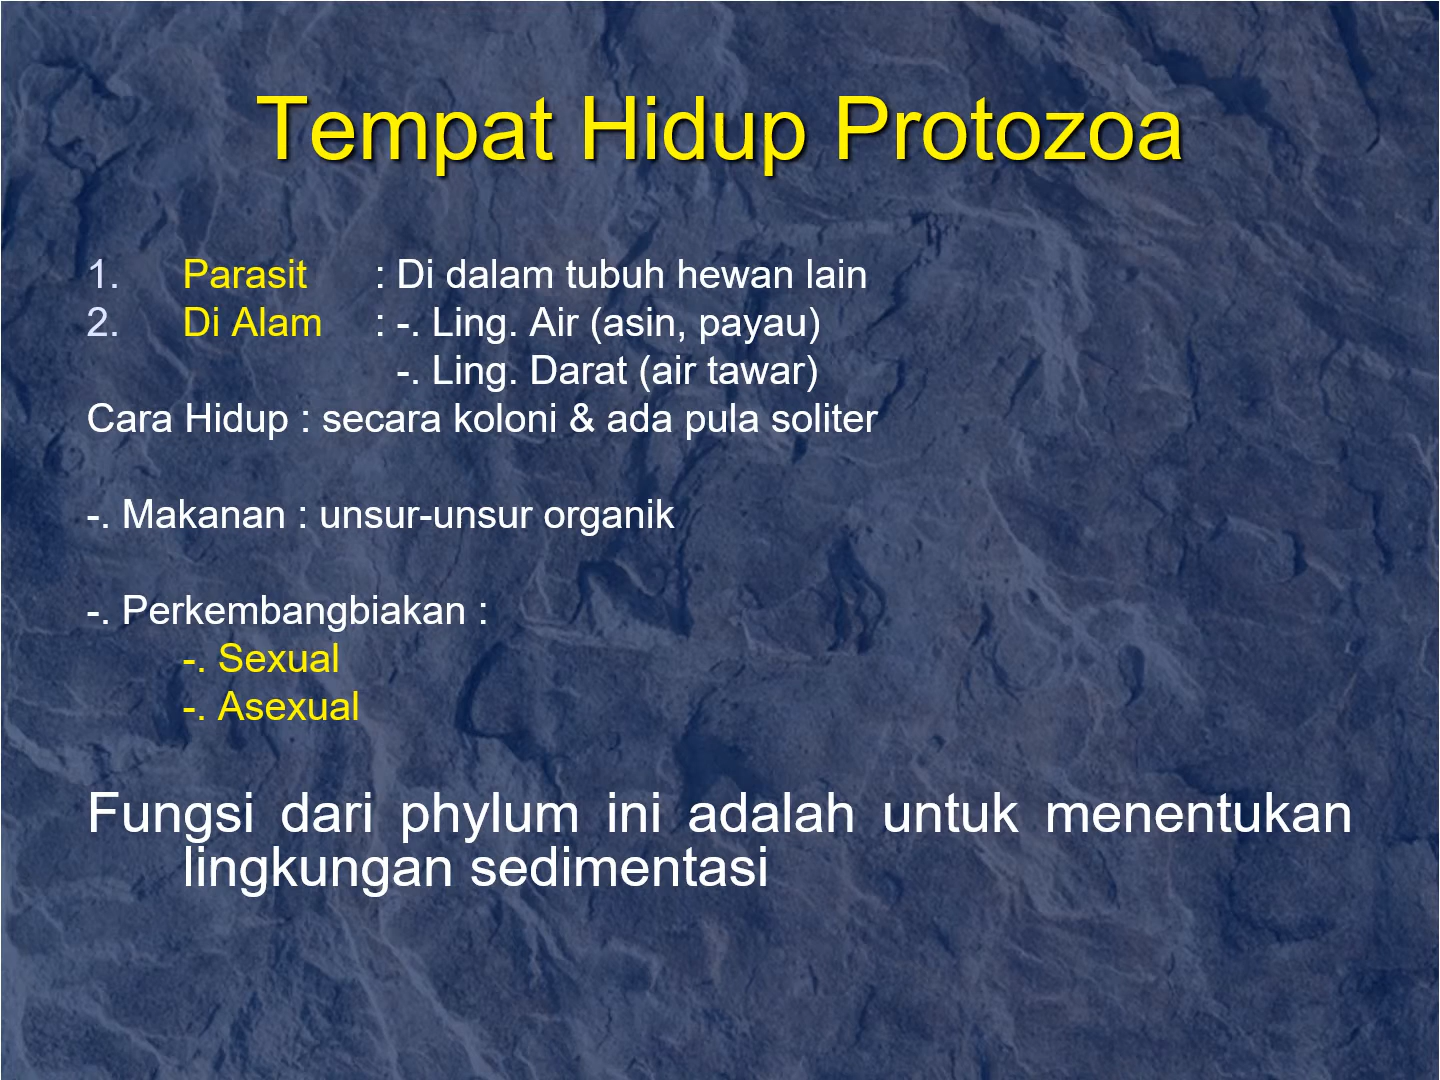 Tempat Hidup Protozoa
1. Parasit : Di dalam tubuh hewan lain
2. Di Alam : -. Ling. Air (asin, payau)
-. Ling. Darat (air tawar)
Cara Hidup : secara koloni & ada pula soliter
-. Makanan : unsur-unsur organik
-. Perkembangbiakan :
-. Sexual
-. Asexual
Fungsi dari phylum ini adalah untuk menentukan
lingkungan sedimentasi